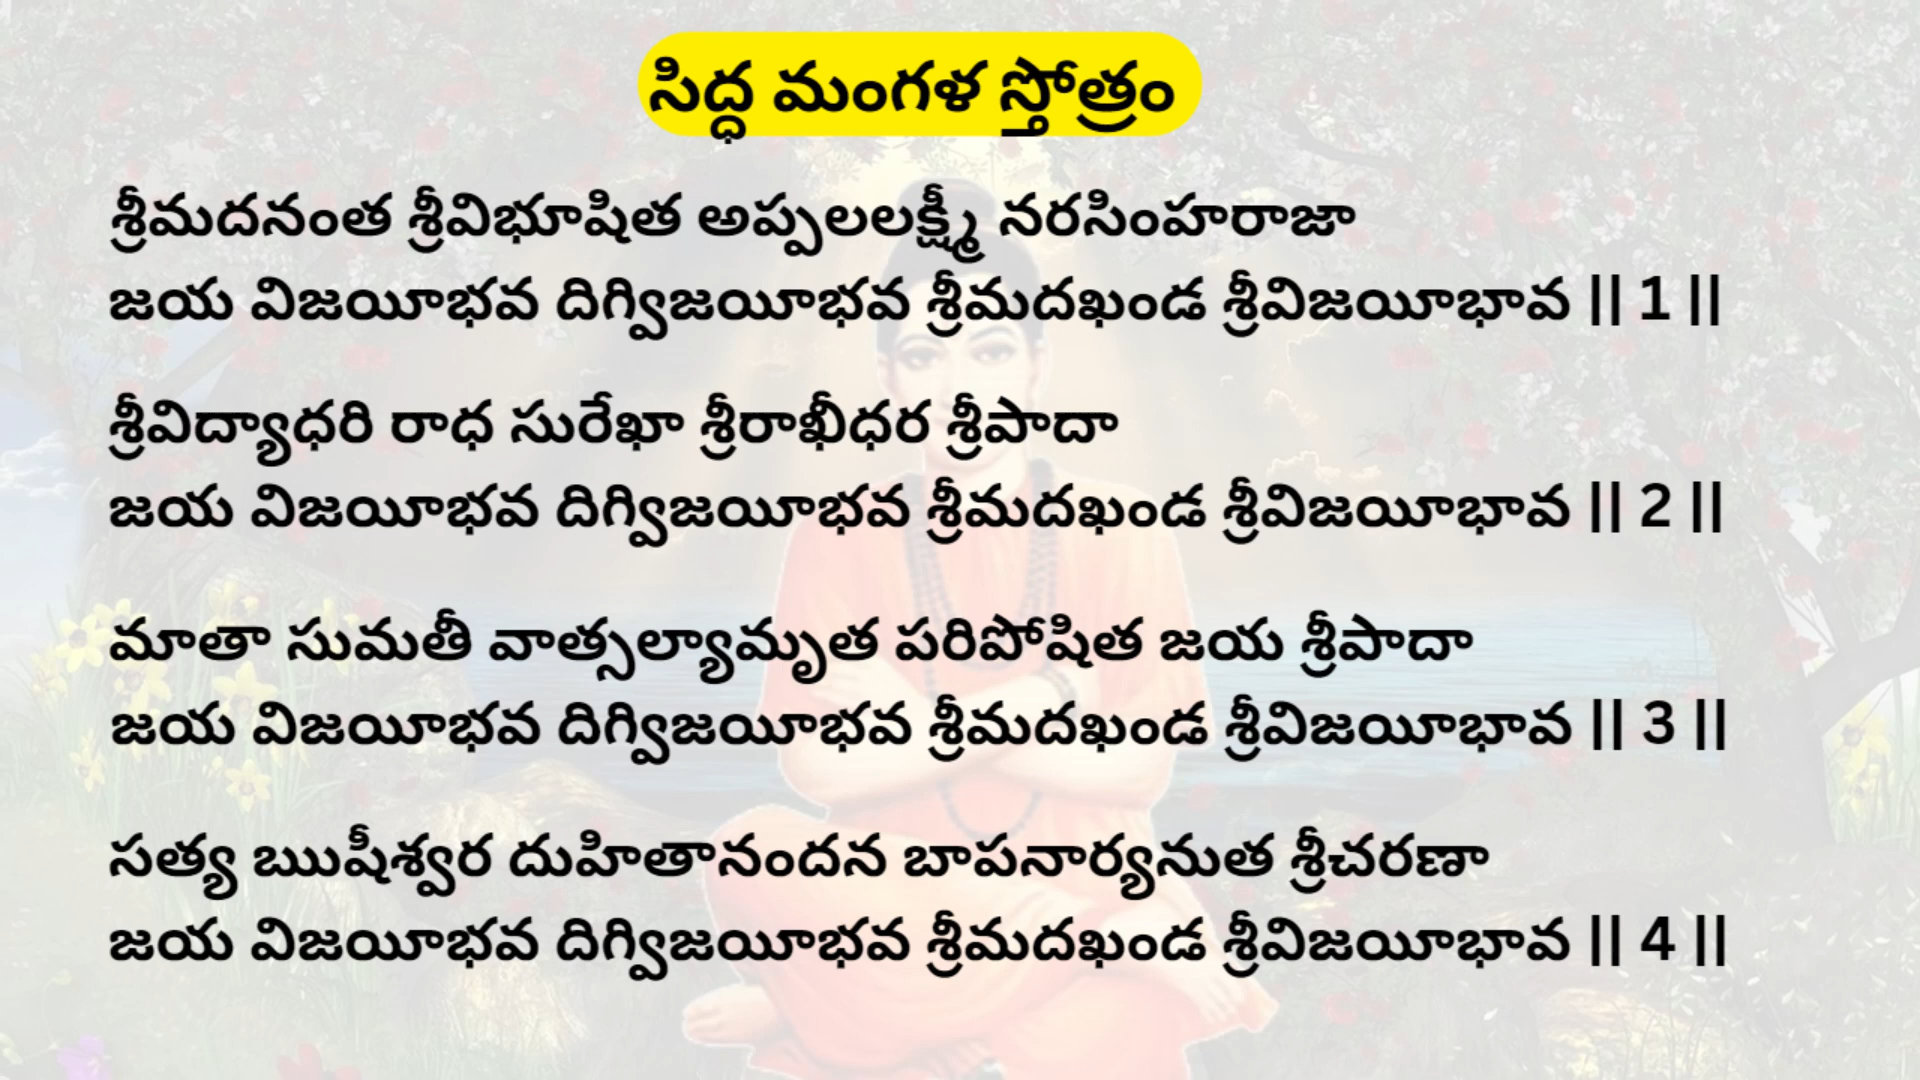 సిద్ధ మంగళ స్తోత్రం
శ్రీమదనంత శ్రీవిభూషిత అప్పలలక్ష్మీ నరసింహరాజా
జయ విజయీభవ దిగ్విజయీభవ శ్రీమదఖండ శ్రీవిజయీభావ || 1 ||
శ్రీవిద్యాధరి రాధ సురేఖా శ్రీరాఖీధర శ్రీపాదా
జయ విజయీభవ దిగ్విజయీభవ శ్రీమదఖండ శ్రీవిజయీభావ || 2 ||
మాతా సుమతీ వాత్సల్యామృత పరిపోషిత జయ శ్రీపాదా
జయ విజయీభవ దిగ్విజయీభవ శ్రీమదఖండ శ్రీవిజయీభావ || 3 ||
సత్య ఋషీశ్వర దుహితానందన బాపనార్యనుత శ్రీచరణా
జయ విజయీభవ దిగ్విజయీభవ శ్రీమదఖండ శ్రీవిజయీభావ || 4 ||